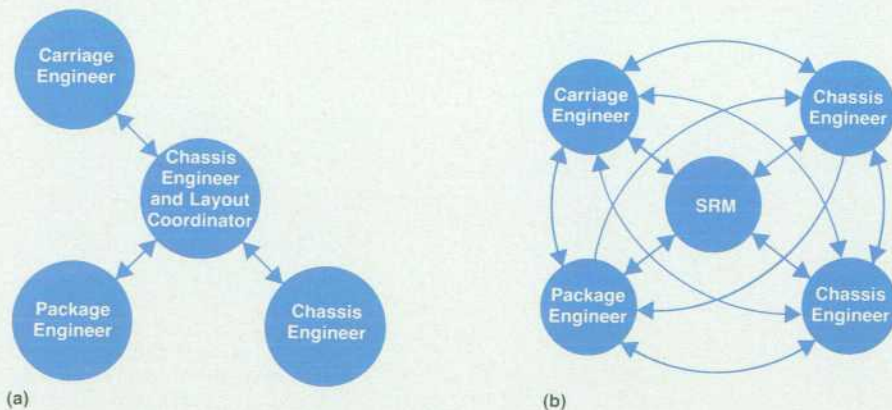 Carriage
Engineer
Chassis
Engineer
and Layout
Coordinator
Package
Engineer
Chassis
Engineer
(a)
Carriage
Engineer
Chassis
Engineer
SRM
Package
Engineer
Chassis
Engineer
(b)